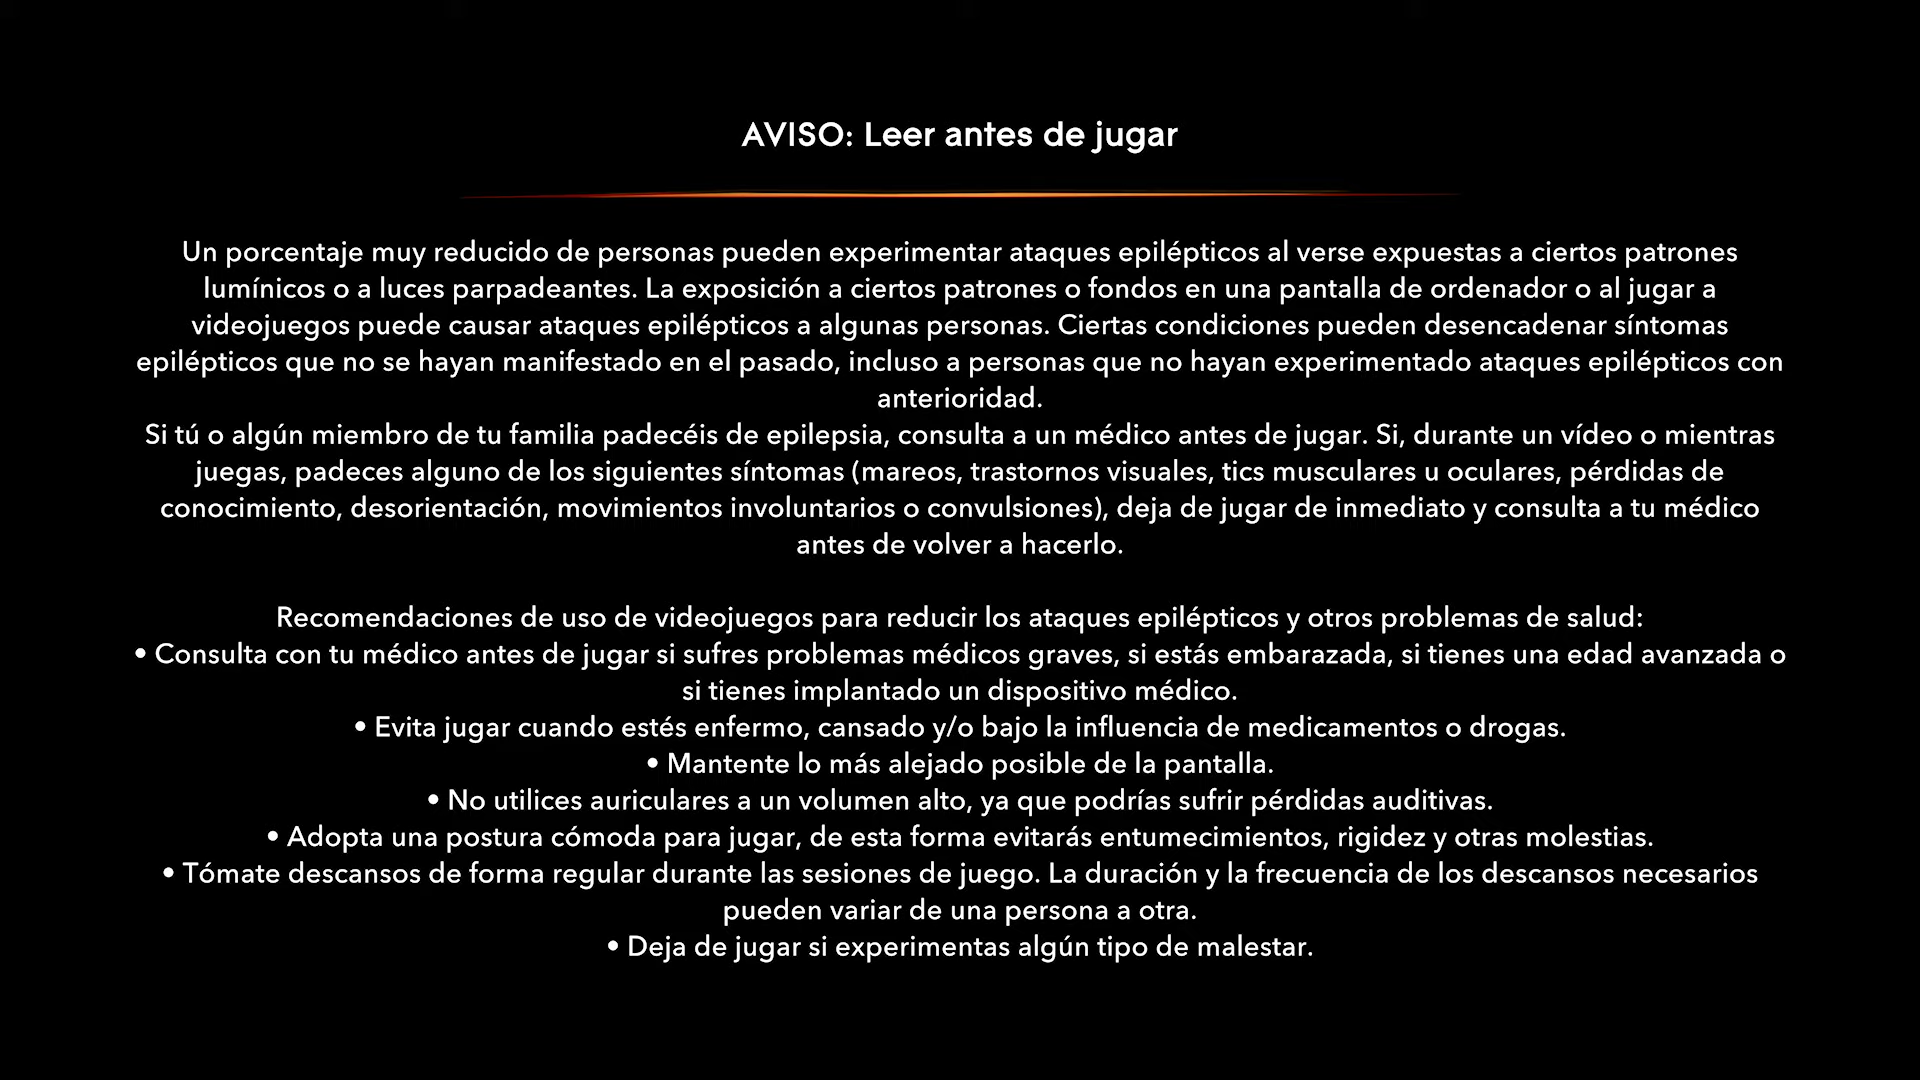 AVISO: Leer antes de jugar
Un porcentaje muy reducido de personas pueden experimentar ataques epilépticos al verse expuestas a ciertos patrones
lumínicos o a luces parpadeantes. La exposición a ciertos patrones o fondos en una pantalla de ordenador o al jugar a
videojuegos puede causar ataques epilépticos a algunas personas. Ciertas condiciones pueden desencadenar síntomas
epilépticos que no se hayan manifestado en el pasado, incluso a personas que no hayan experimentado ataques epilépticos con
anterioridad.
Si tú o algún miembro de tu familia padecéis de epilepsia, consulta a un médico antes de jugar. Si, durante un vídeo o mientras
juegas, padeces alguno de los siguientes síntomas (mareos, trastornos visuales, tics musculares u oculares, pérdidas de
conocimiento, desorientación, movimientos involuntarios o convulsiones), deja de jugar de inmediato y consulta a tu médico
antes de volver a hacerlo.
Recomendaciones de uso de videojuegos para reducir los ataques epilépticos y otros problemas de salud:
• Consulta con tu médico antes de jugar si sufres problemas médicos graves, si estás embarazada, si tienes una edad avanzada o
si tienes implantado un dispositivo médico.
• Evita jugar cuando estés enfermo, cansado y/o bajo la influencia de medicamentos o drogas.
• Mantente lo más alejado posible de la pantalla.
• No utilices auriculares a un volumen alto, ya que podrías sufrir pérdidas auditivas.
• Adopta una postura cómoda para jugar, de esta forma evitarás entumecimientos, rigidez y otras molestias.
• Tómate descansos de forma regular durante las sesiones de juego. La duración y la frecuencia de los descansos necesarios
pueden variar de una persona a otra.
• Deja de jugar si experimentas algún tipo de malestar.